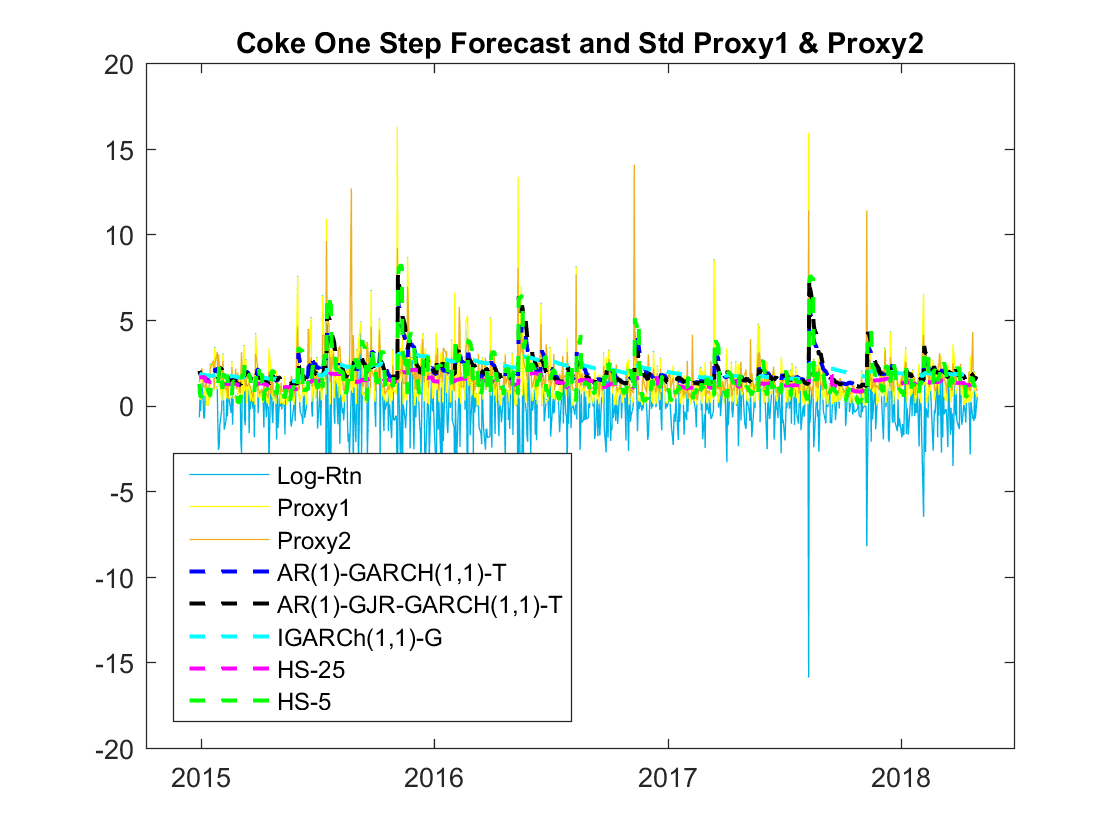 Coke One Step Forecast and Std Proxy1 & Proxy2
20
15
10
5
0
-5
-10
-15
-20
Log-Rtn
Proxy1
Proxy2
AR(1)-GARCH(1,1)-T
AR(1)-GJR-GARCH(1,1)-T
IGARCh(1,1)-G
HS-25
HS-5
2015
2016
2017
2018